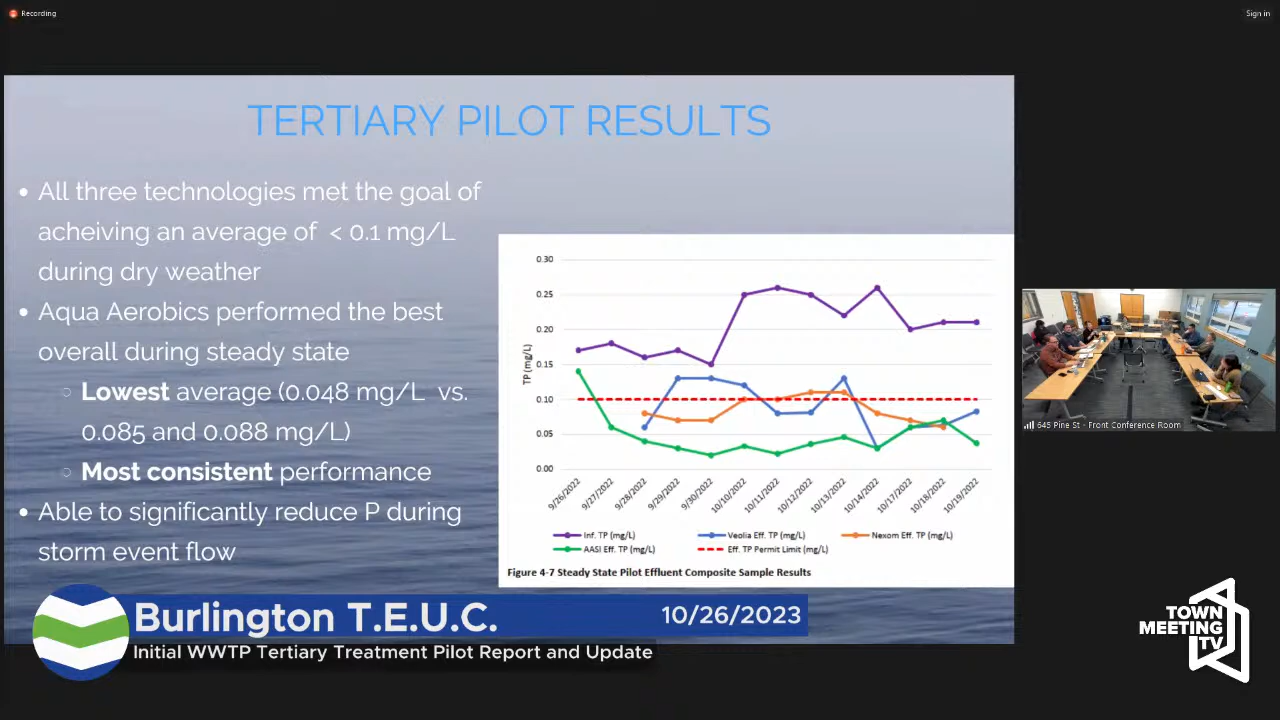 Recording
Sign in
TERTIARY PILOT RESULTS
• All three technologies met the goal of
acheiving an average of < 0.1 mg/L
during dry weather
• Aqua Aerobics performed the best
overall during steady state
○ Lowest average (0.048 mg/L vs.
0.085 and 0.088 mg/L)
○ Most consistent performance
• Able to significantly reduce P during
storm event flow
TP (mg/L)
0.30
0.25
0.20
0.15
0.10
0.05
0.00
9/26/2022
9/27/2022
9/28/2022
9/29/2022
9/30/2022
10/10/2022
10/11/2022
10/12/2022
10/13/2022
10/14/2022
10/17/2022
10/18/2022
10/19/2022
Inf. TP (mg/L)
Veolia Eff. TP (mg/L)
Nexom Eff. TP (mg/L)
AASI Eff. TP (mg/L)
Eff. TP Permit Limit (mg/L)
Figure 4-7 Steady State Pilot Effluent Composite Sample Results
645 Pine St - Front Conference Room
Burlington T.E.U.C.
10/26/2023
Initial WWTP Tertiary Treatment Pilot Report and Update
TOWN
MEETING
TV